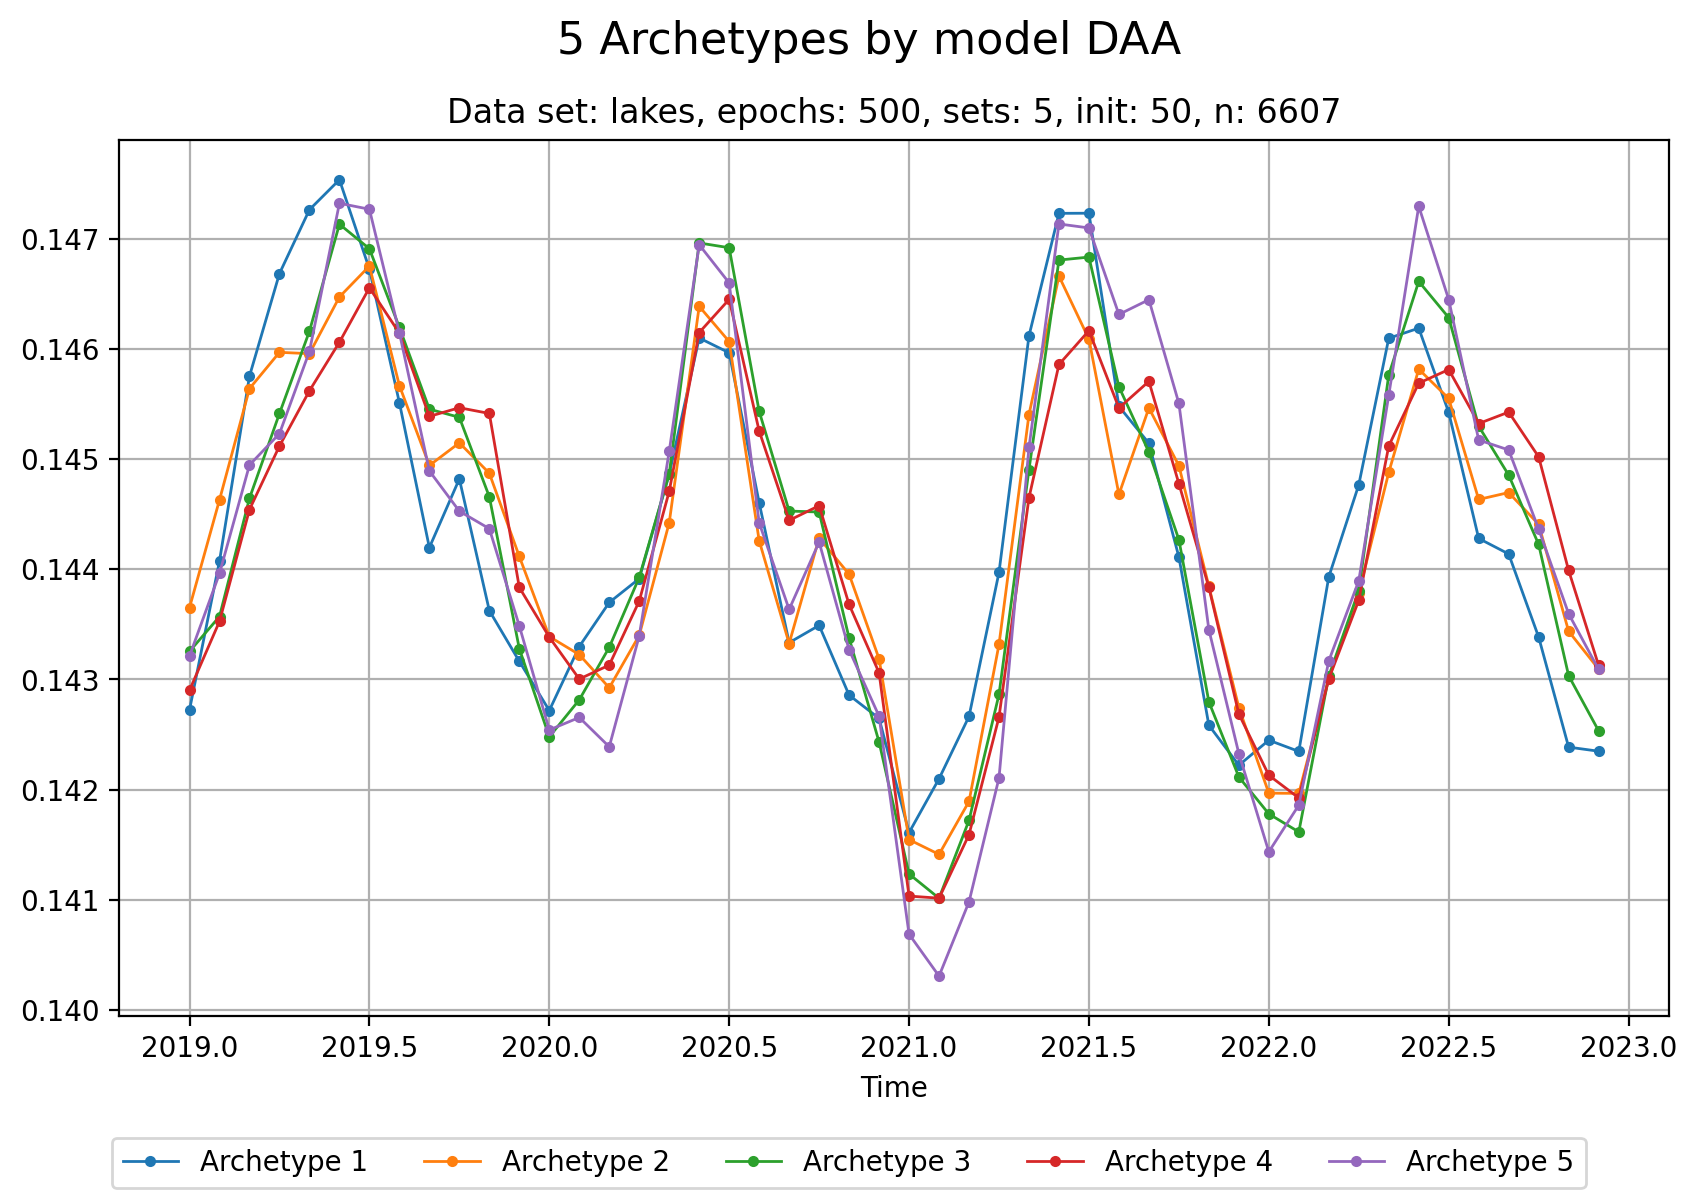 5 Archetypes by model DAA
Data set: lakes, epochs: 500, sets: 5, init: 50, n: 6607
0.147
0.146
0.145
0.144
0.143
0.142
0.141
0.140
2019.0 2019.5 2020.0 2020.5 2021.0 2021.5 2022.0 2022.5 2023.0
Time
Archetype 1 Archetype 2 Archetype 3 Archetype 4 Archetype 5